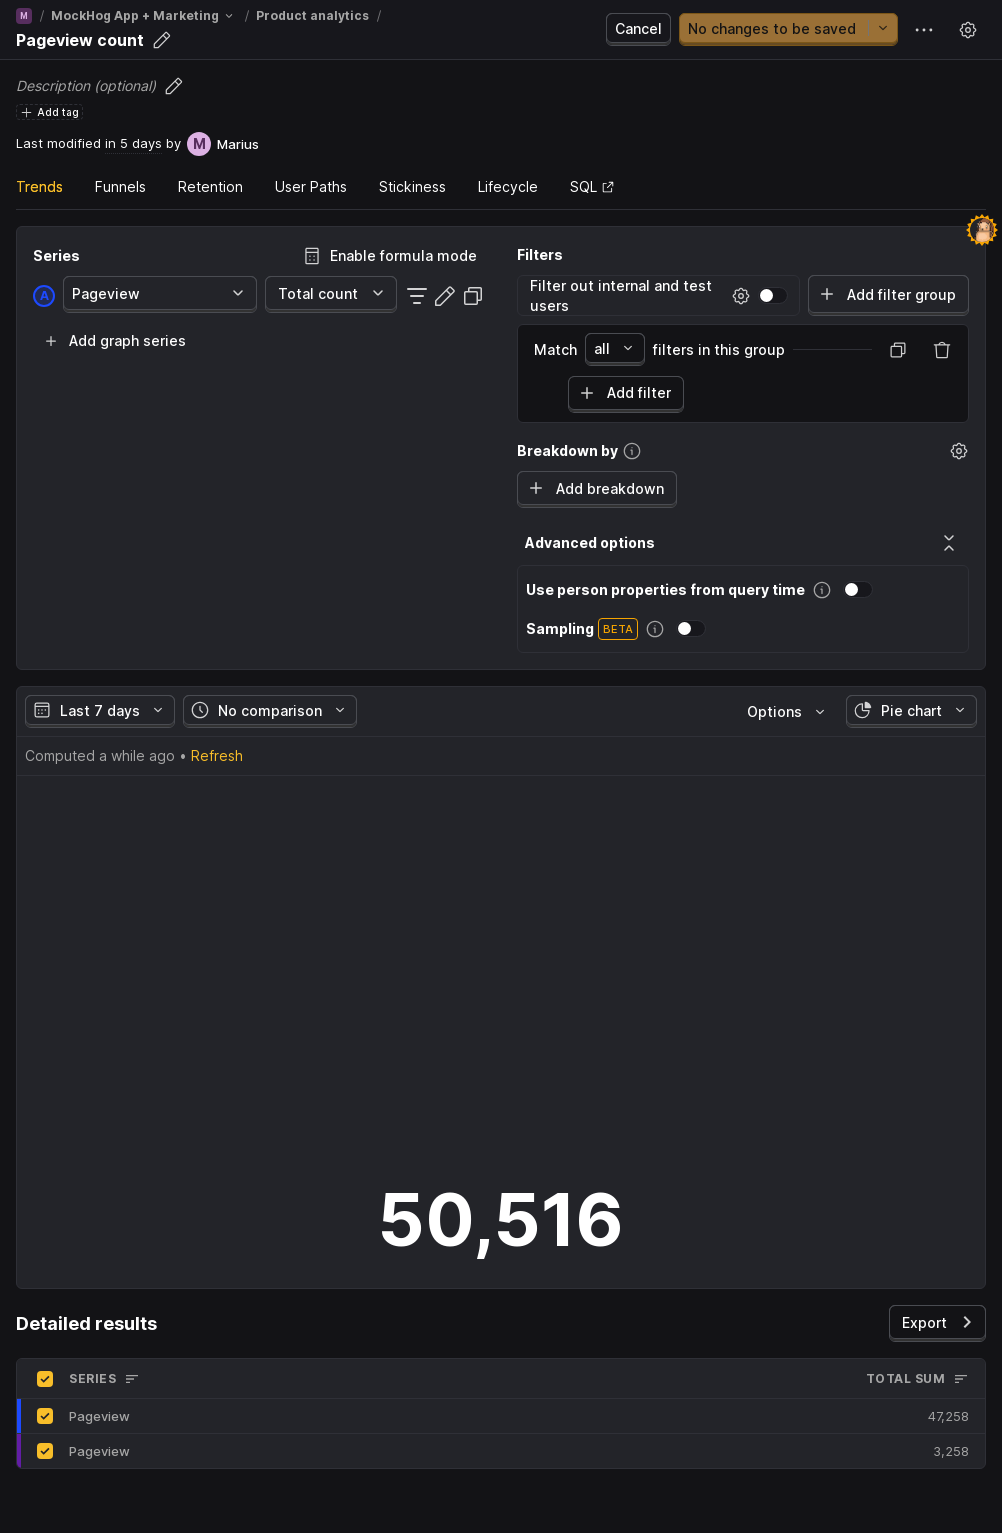 M / MockHog App + Marketing / Product analytics /
Pageview count
Cancel
No changes to be saved
Description (optional)
Add tag
Last modified in 5 days by M Marius
Trends
Funnels
Retention
User Paths
Stickiness
Lifecycle
SQL
Series
Enable formula mode
A
Pageview
Total count
Add graph series
Filters
Filter out internal and test
users
Add filter group
Match all filters in this group
Add filter
Breakdown by
Add breakdown
Advanced options
Use person properties from query time
Sampling BETA
Last 7 days
No comparison
Options
Pie chart
Computed a while ago • Refresh
50,516
Detailed results
Export
SERIES
TOTAL SUM
Pageview
47,258
Pageview
3,258